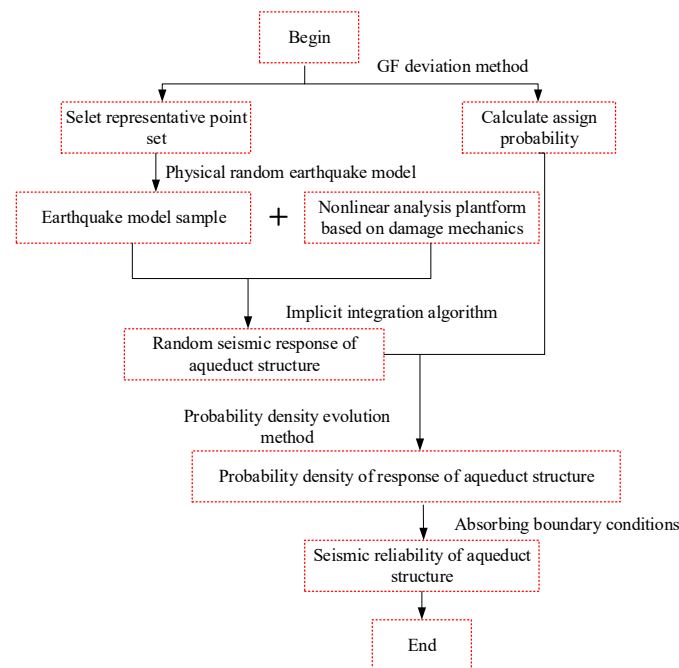 Begin
GF deviation method
Selet representative point
set
Calculate assign
probability
Physical random earthquake model
Earthquake model sample
+
Nonlinear analysis plantform
based on damage mechanics
Implicit integration algorithm
Random seismic response of
aqueduct structure
Probability density evolution
method
Probability density of response of aqueduct structure
Absorbing boundary conditions
Seismic reliability of aqueduct
structure
End